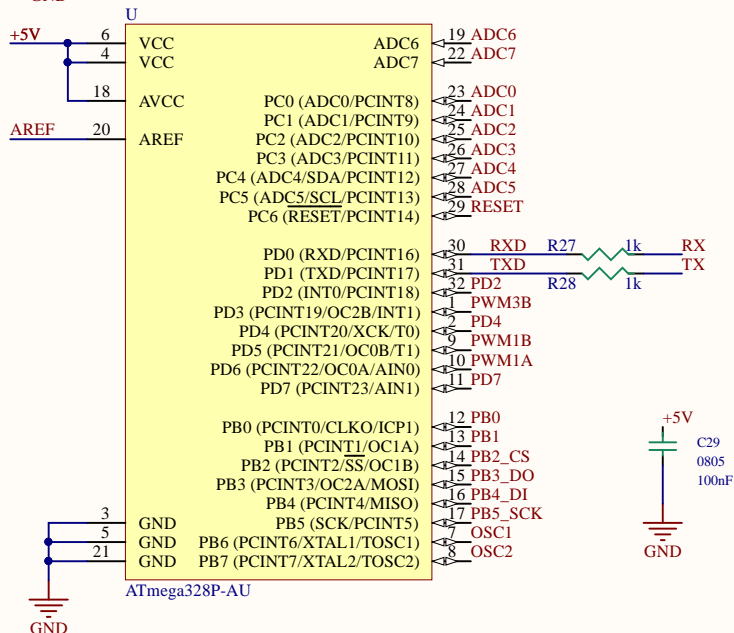 GND
U
+5V 6 VCC ADC6 19 ADC6
4 VCC ADC7 22 ADC7
18 AVCC PC0 (ADC0/PCINT8) 23 ADC0
PC1 (ADC1/PCINT9) 24 ADC1
AREF 20 AREF PC2 (ADC2/PCINT10) 25 ADC2
PC3 (ADC3/PCINT11) 26 ADC3
PC4 (ADC4/SDA/PCINT12) 27 ADC4
PC5 (ADC5/SCL/PCINT13) 28 ADC5
PC6 (RESET/PCINT14) 29 RESET
PD0 (RXD/PCINT16) 30 RXD R27 1k RX
PD1 (TXD/PCINT17) 31 TXD R28 1k TX
PD2 (INT0/PCINT18) 32 PD2
PD3 (PCINT19/OC2B/INT1) 1 PWM3B
PD4 (PCINT20/XCK/T0) 2 PD4
PD5 (PCINT21/OC0B/T1) 9 PWM1B
PD6 (PCINT22/OC0A/AIN0) 10 PWM1A
PD7 (PCINT23/AIN1) 11 PD7
PB0 (PCINT0/CLKO/ICP1) 12 PB0
PB1 (PCINT1/OC1A) 13 PB1
PB2 (PCINT2/SS/OC1B) 14 PB2_CS
PB3 (PCINT3/OC2A/MOSI) 15 PB3_DO
PB4 (PCINT4/MISO) 16 PB4_DI
3 GND PB5 (SCK/PCINT5) 17 PB5_SCK
5 GND PB6 (PCINT6/XTAL1/TOSC1) 7 OSC1
21 GND PB7 (PCINT7/XTAL2/TOSC2) 8 OSC2
ATmega328P-AU
GND
+5V
C29
0805
100nF
GND